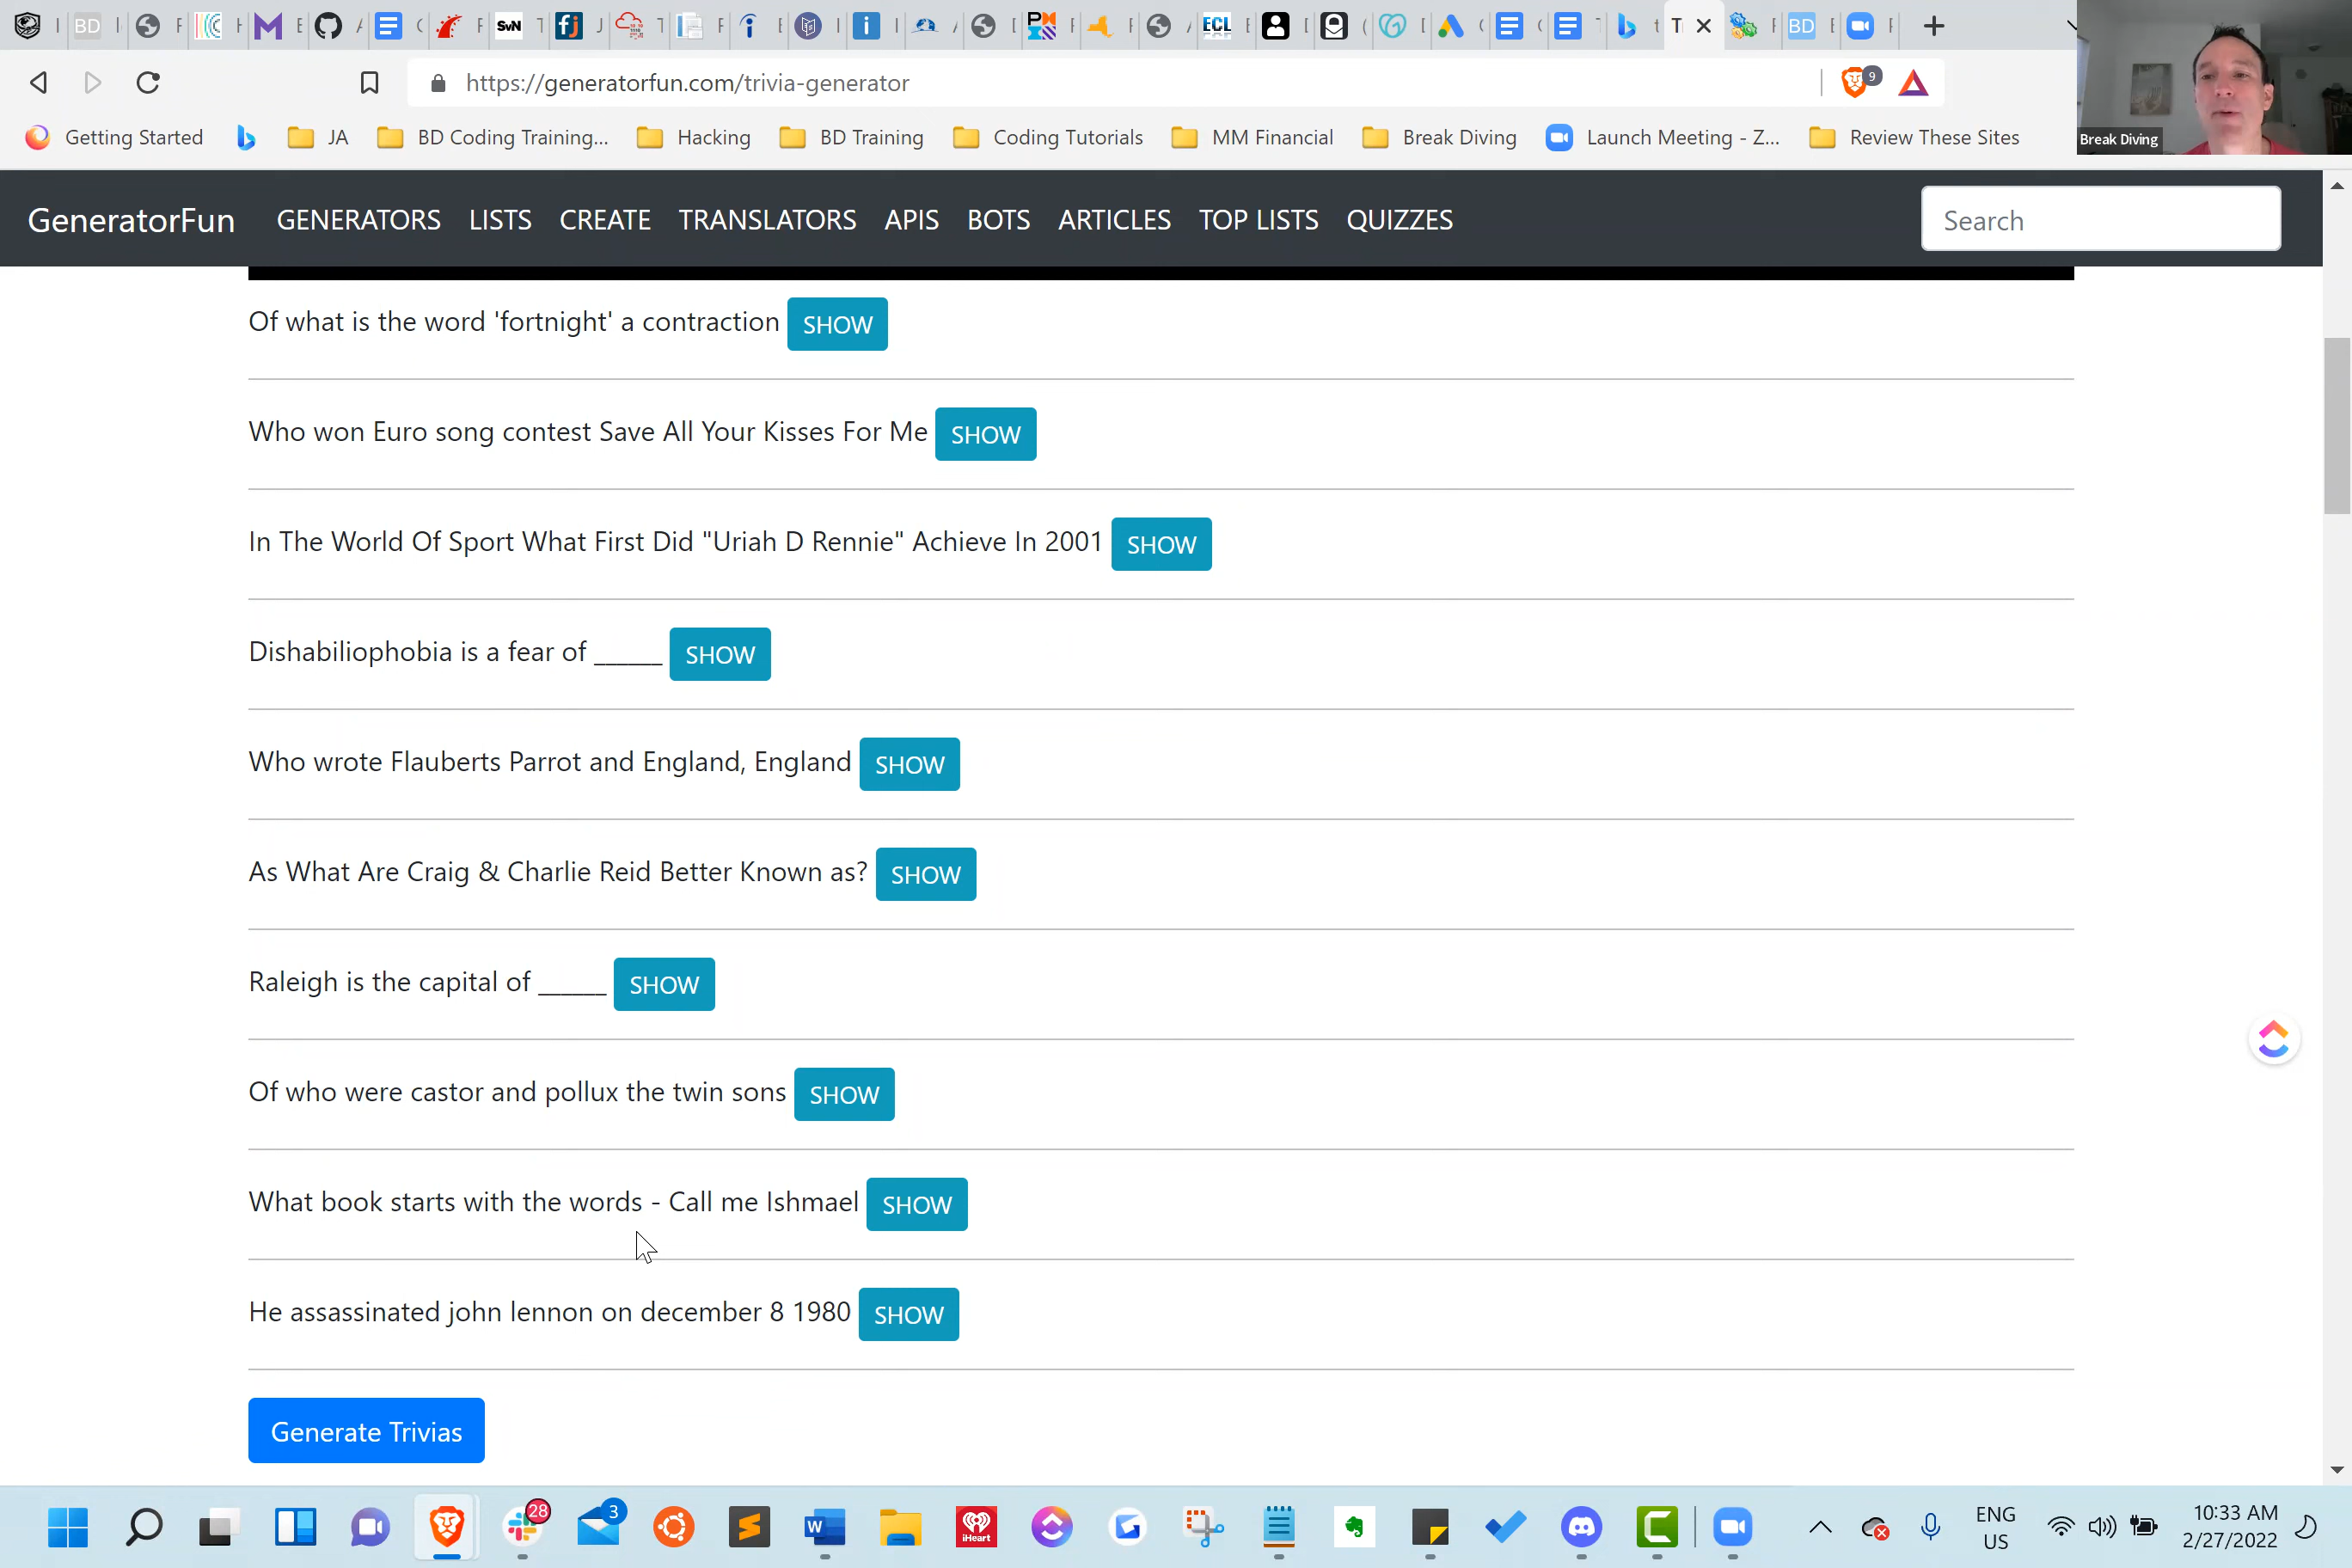 https://generatorfun.com/trivia-generator
9
Getting Started
JA
BD Coding Training...
Hacking
BD Training
Coding Tutorials
MM Financial
Break Diving
Launch Meeting - Z...
Review These Sites
Break Diving
GeneratorFun
GENERATORS LISTS CREATE TRANSLATORS APIS BOTS ARTICLES TOP LISTS QUIZZES
Search
Of what is the word 'fortnight' a contraction SHOW
Who won Euro song contest Save All Your Kisses For Me SHOW
In The World Of Sport What First Did "Uriah D Rennie" Achieve In 2001 SHOW
Dishabiliophobia is a fear of ______ SHOW
Who wrote Flauberts Parrot and England, England SHOW
As What Are Craig & Charlie Reid Better Known as? SHOW
Raleigh is the capital of ______ SHOW
Of who were castor and pollux the twin sons SHOW
What book starts with the words - Call me Ishmael SHOW
He assassinated john lennon on december 8 1980 SHOW
Generate Trivias
28
3
iHeart
ENG
US
10:33 AM
2/27/2022